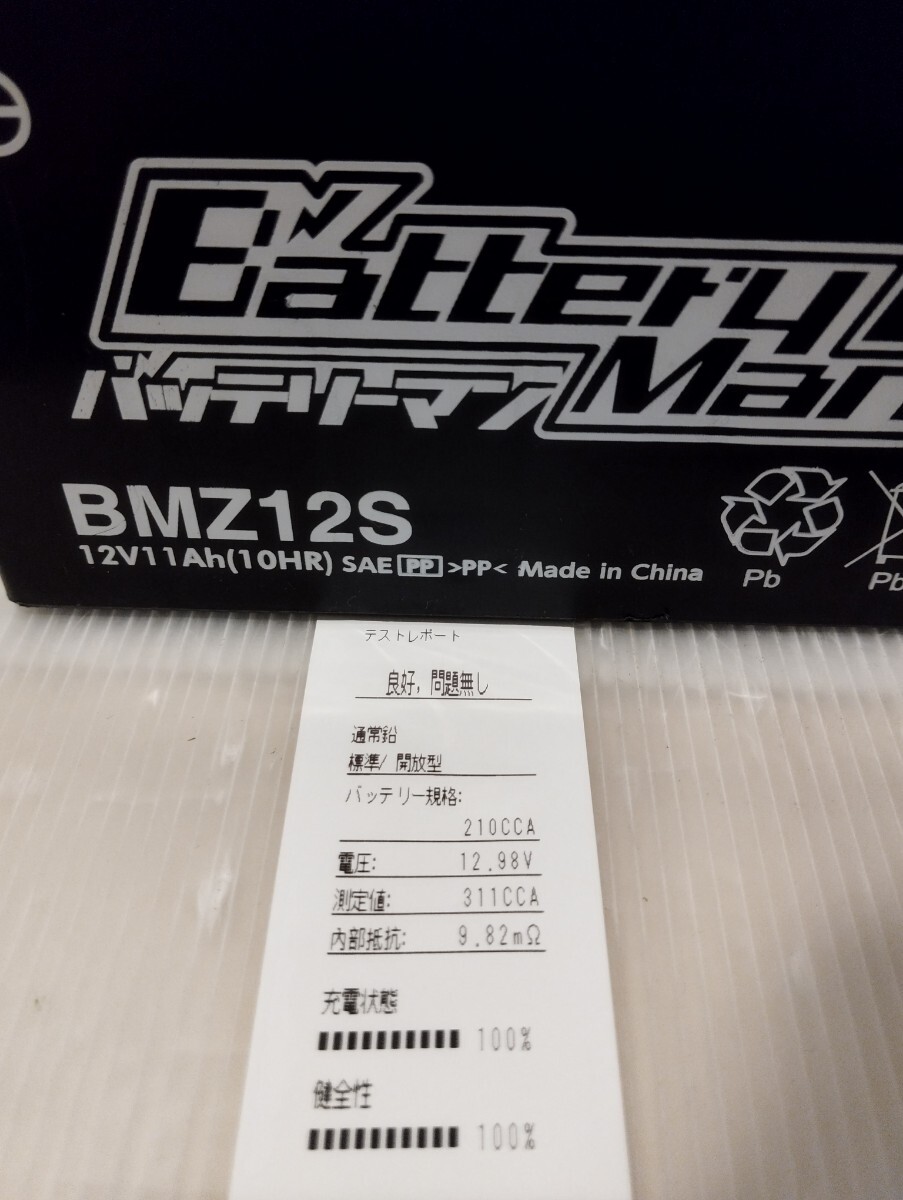 Battery
Man
バッテリーマン
BMZ12S
12V11Ah(10HR) SAE PP >PP< Made in China
Pb
Pb
テストレポート
良好, 問題無し
通常鉛
標準/ 開放型
バッテリー規格:
210CCA
電圧: 12.98V
測定値: 311CCA
内部抵抗: 9.82mΩ
充電状態
100%
健全性
100%